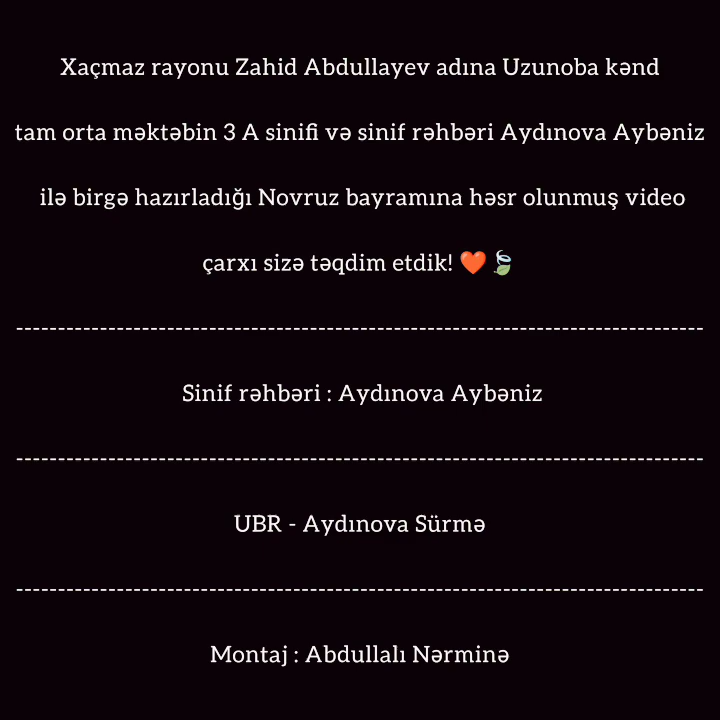 Xaçmaz rayonu Zahid Abdullayev adına Uzunoba kənd
tam orta məktəbin 3 A sinifi və sinif rəhbəri Aydınova Aybəniz
ilə birgə hazırladığı Novruz bayramına həsr olunmuş video
çarxı sizə təqdim etdik! ❤️🍃
-----------------------------------------------------------------------------------
Sinif rəhbəri : Aydınova Aybəniz
-----------------------------------------------------------------------------------
UBR - Aydınova Sürmə
-----------------------------------------------------------------------------------
Montaj : Abdullalı Nərminə